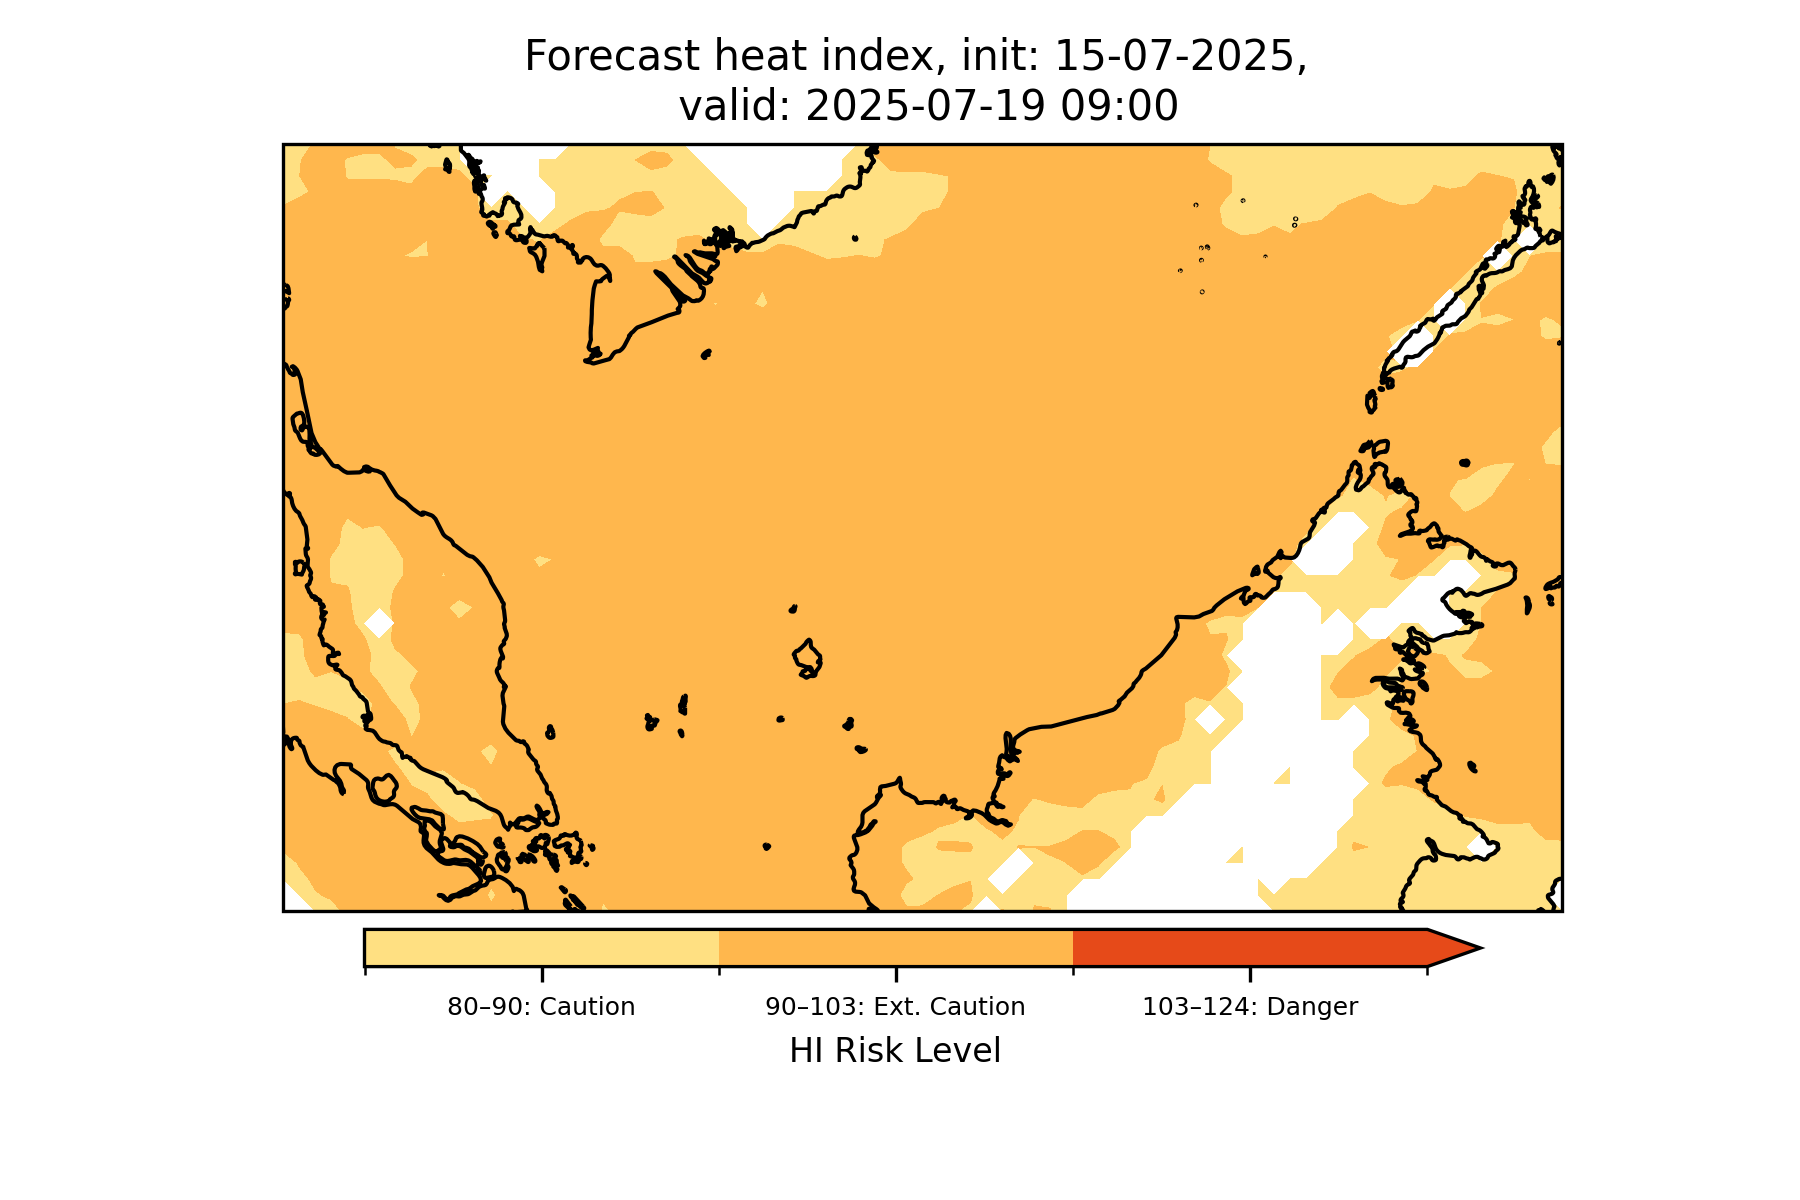 Forecast heat index, init: 15-07-2025,
valid: 2025-07-19 09:00
80–90: Caution
90–103: Ext. Caution
103–124: Danger
HI Risk Level